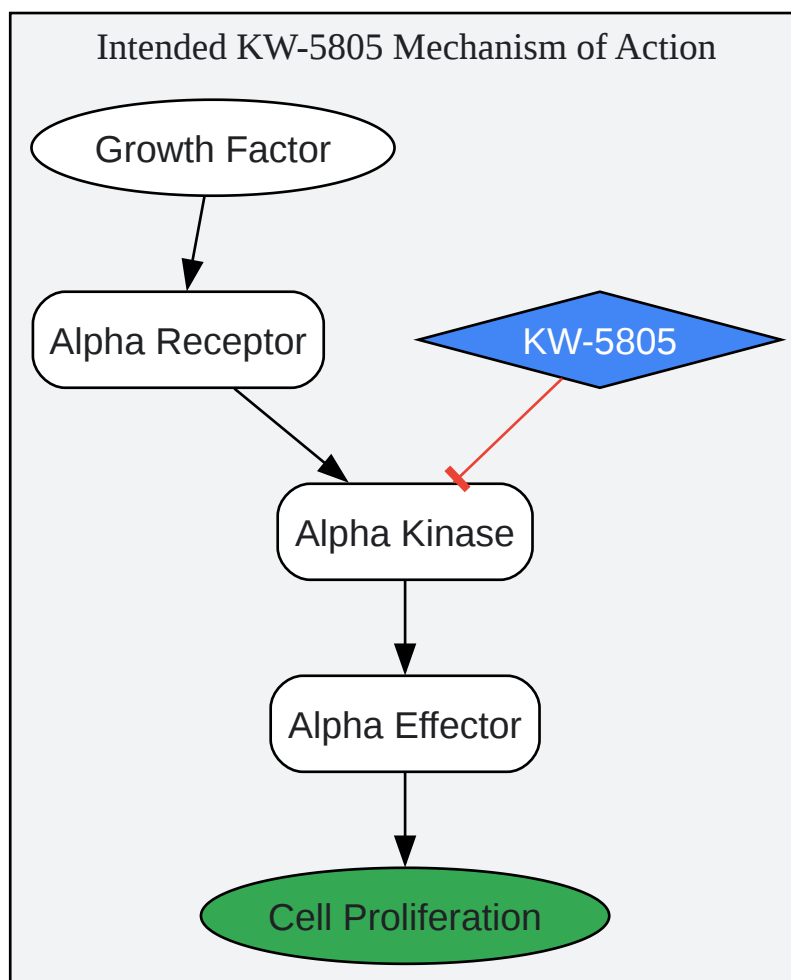 Intended KW-5805 Mechanism of Action
Growth Factor
Alpha Receptor
KW-5805
Alpha Kinase
Alpha Effector
Cell Proliferation